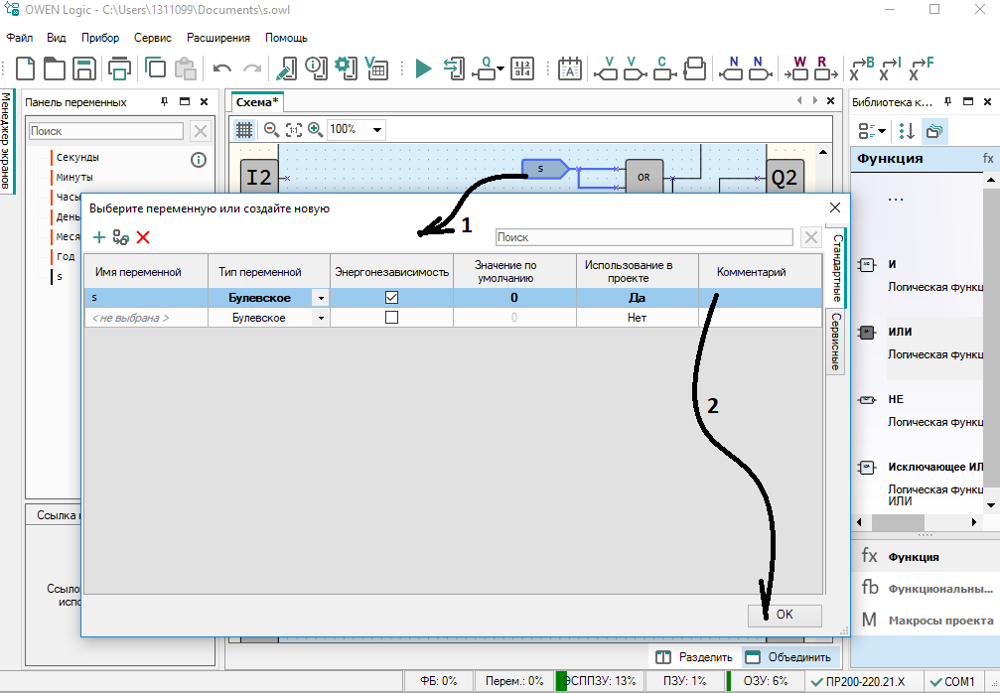 OWEN Logic - C:\Users\1311099\Documents\s.owl
Файл Вид Прибор Сервис Расширения Помощь
Менеджер экранов
Панель переменных
Поиск
Секунды
Минуты
Часы
День
Меся
Год
s
Схема*
100%
I2
s
OR
Q2
Выберите переменную или создайте новую
1
Поиск
Имя переменной
Тип переменной
Энергонезависимость
Значение по
умолчанию
Использование в
проекте
Комментарий
s Булевское 0 Да
<не выбрана> Булевское 0 Нет
Стандартные
Сервисные
2
OK
Библиотека к...
Функция fx
...
И
Логическая функц
ИЛИ
Логическая функц
НЕ
Логическая функц
Исключающее ИЛ
Логическая функц
ИЛИ
fx Функция
fb Функциональны...
M Макросы проекта
Ссылка
Ссыло
испо
Разделить Объединить
ФБ: 0% Перем.: 0% ЭСППЗУ: 13% ПЗУ: 1% ОЗУ: 6% ПР200-220.21.X COM1